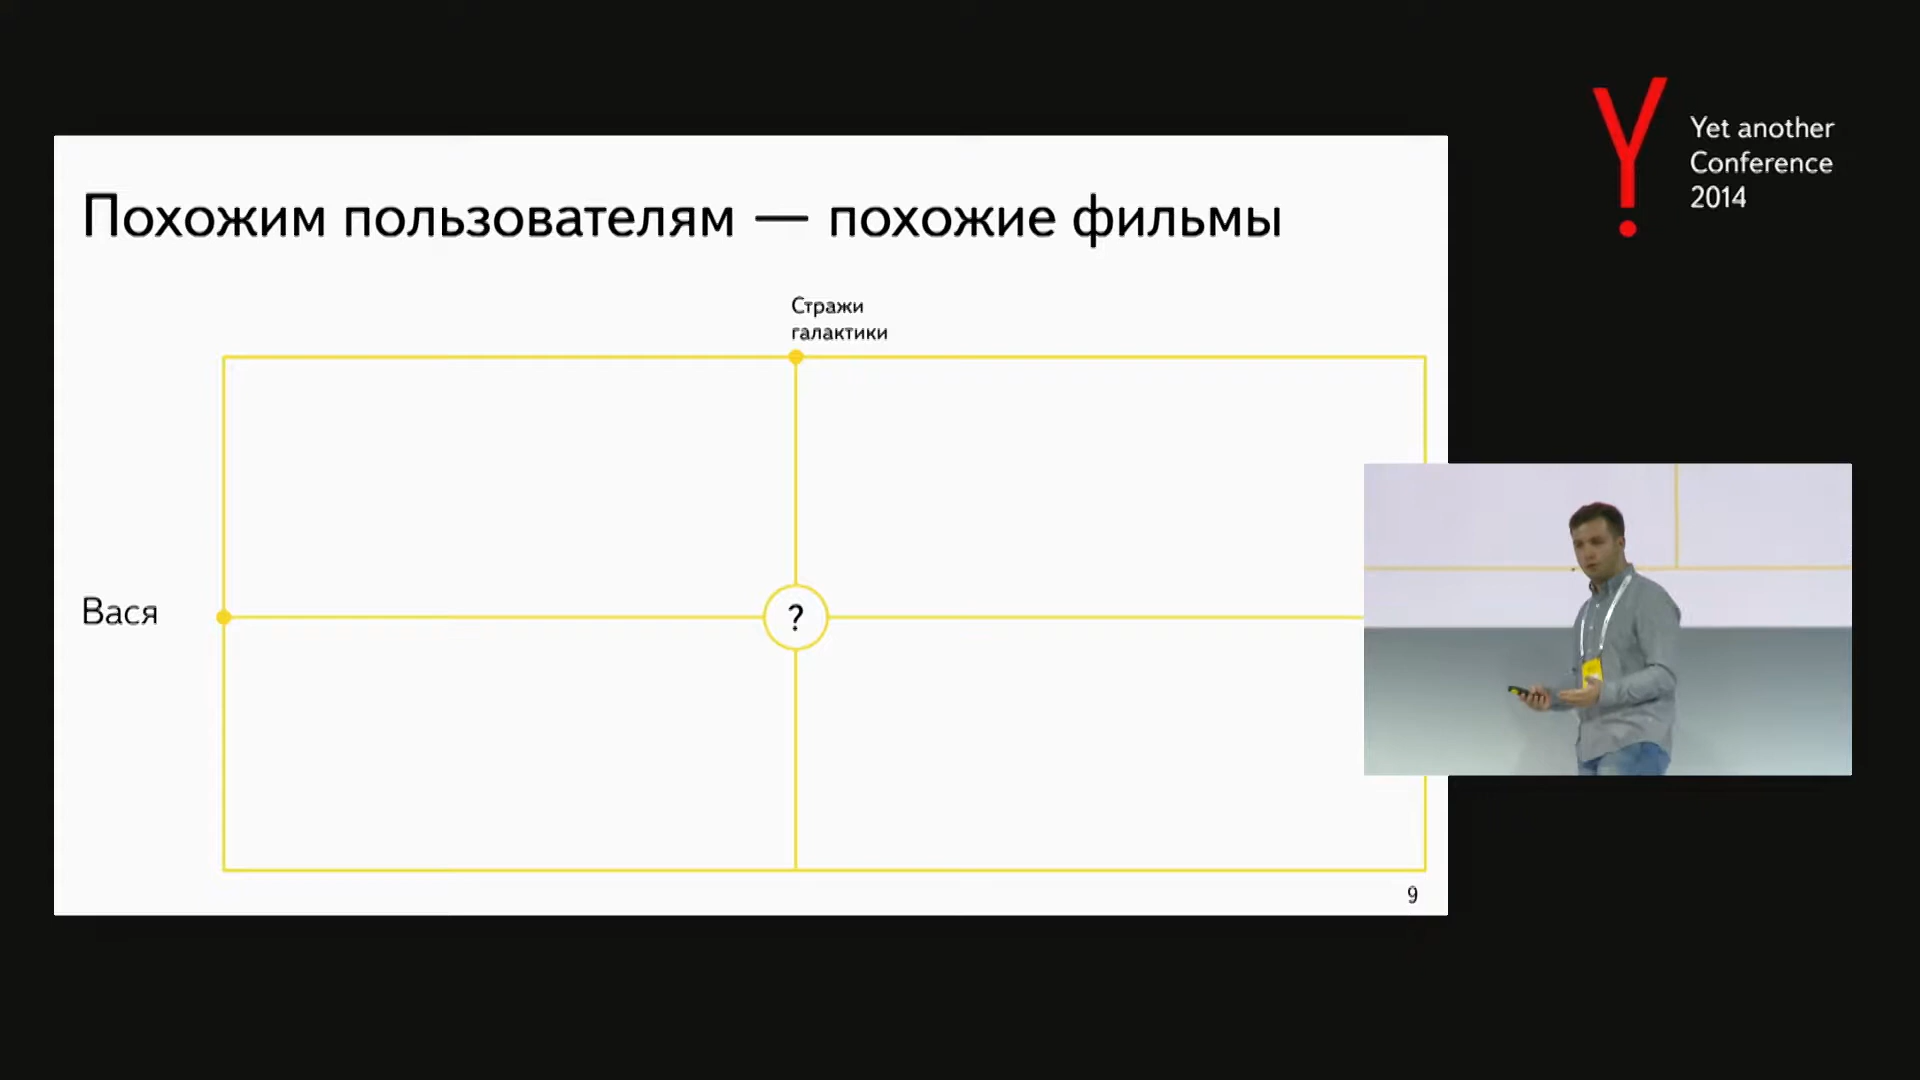 Yet another
Conference
2014
Похожим пользователям — похожие фильмы
Стражи
галактики
Вася
?
9